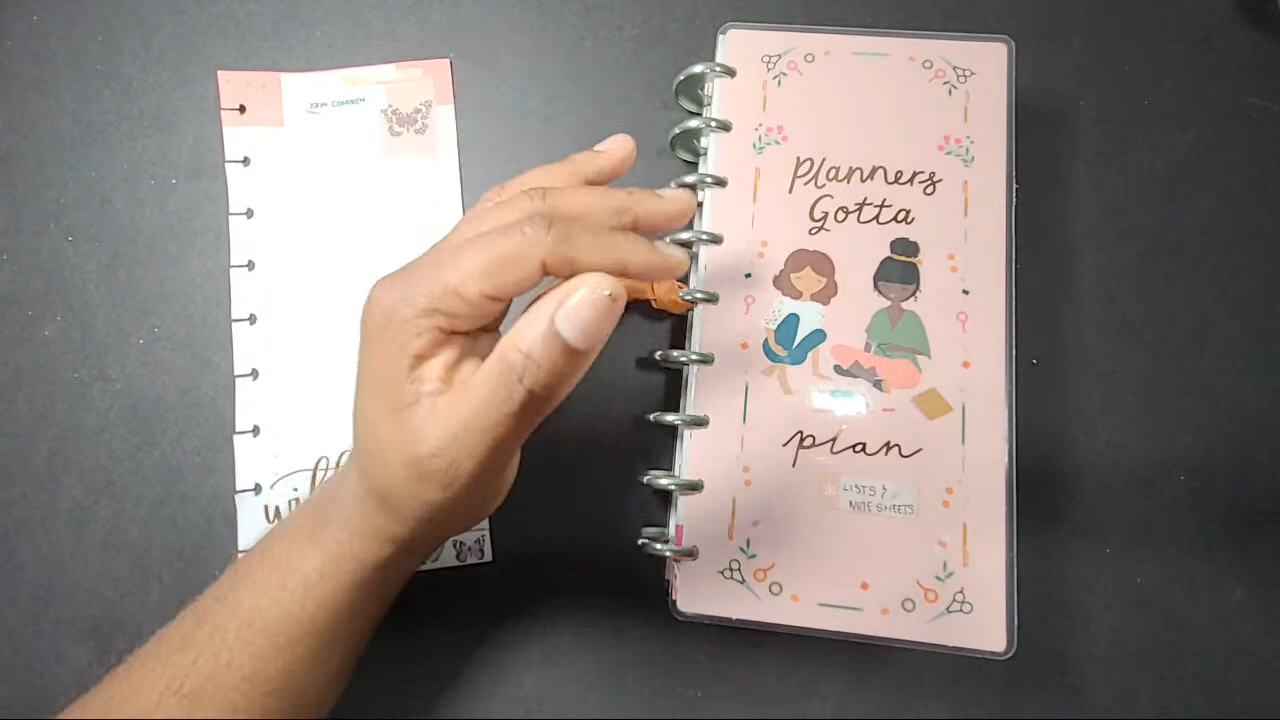 ERIN CONDREN
Planners
Gotta
plan
LISTS &
NOTE SHEETS